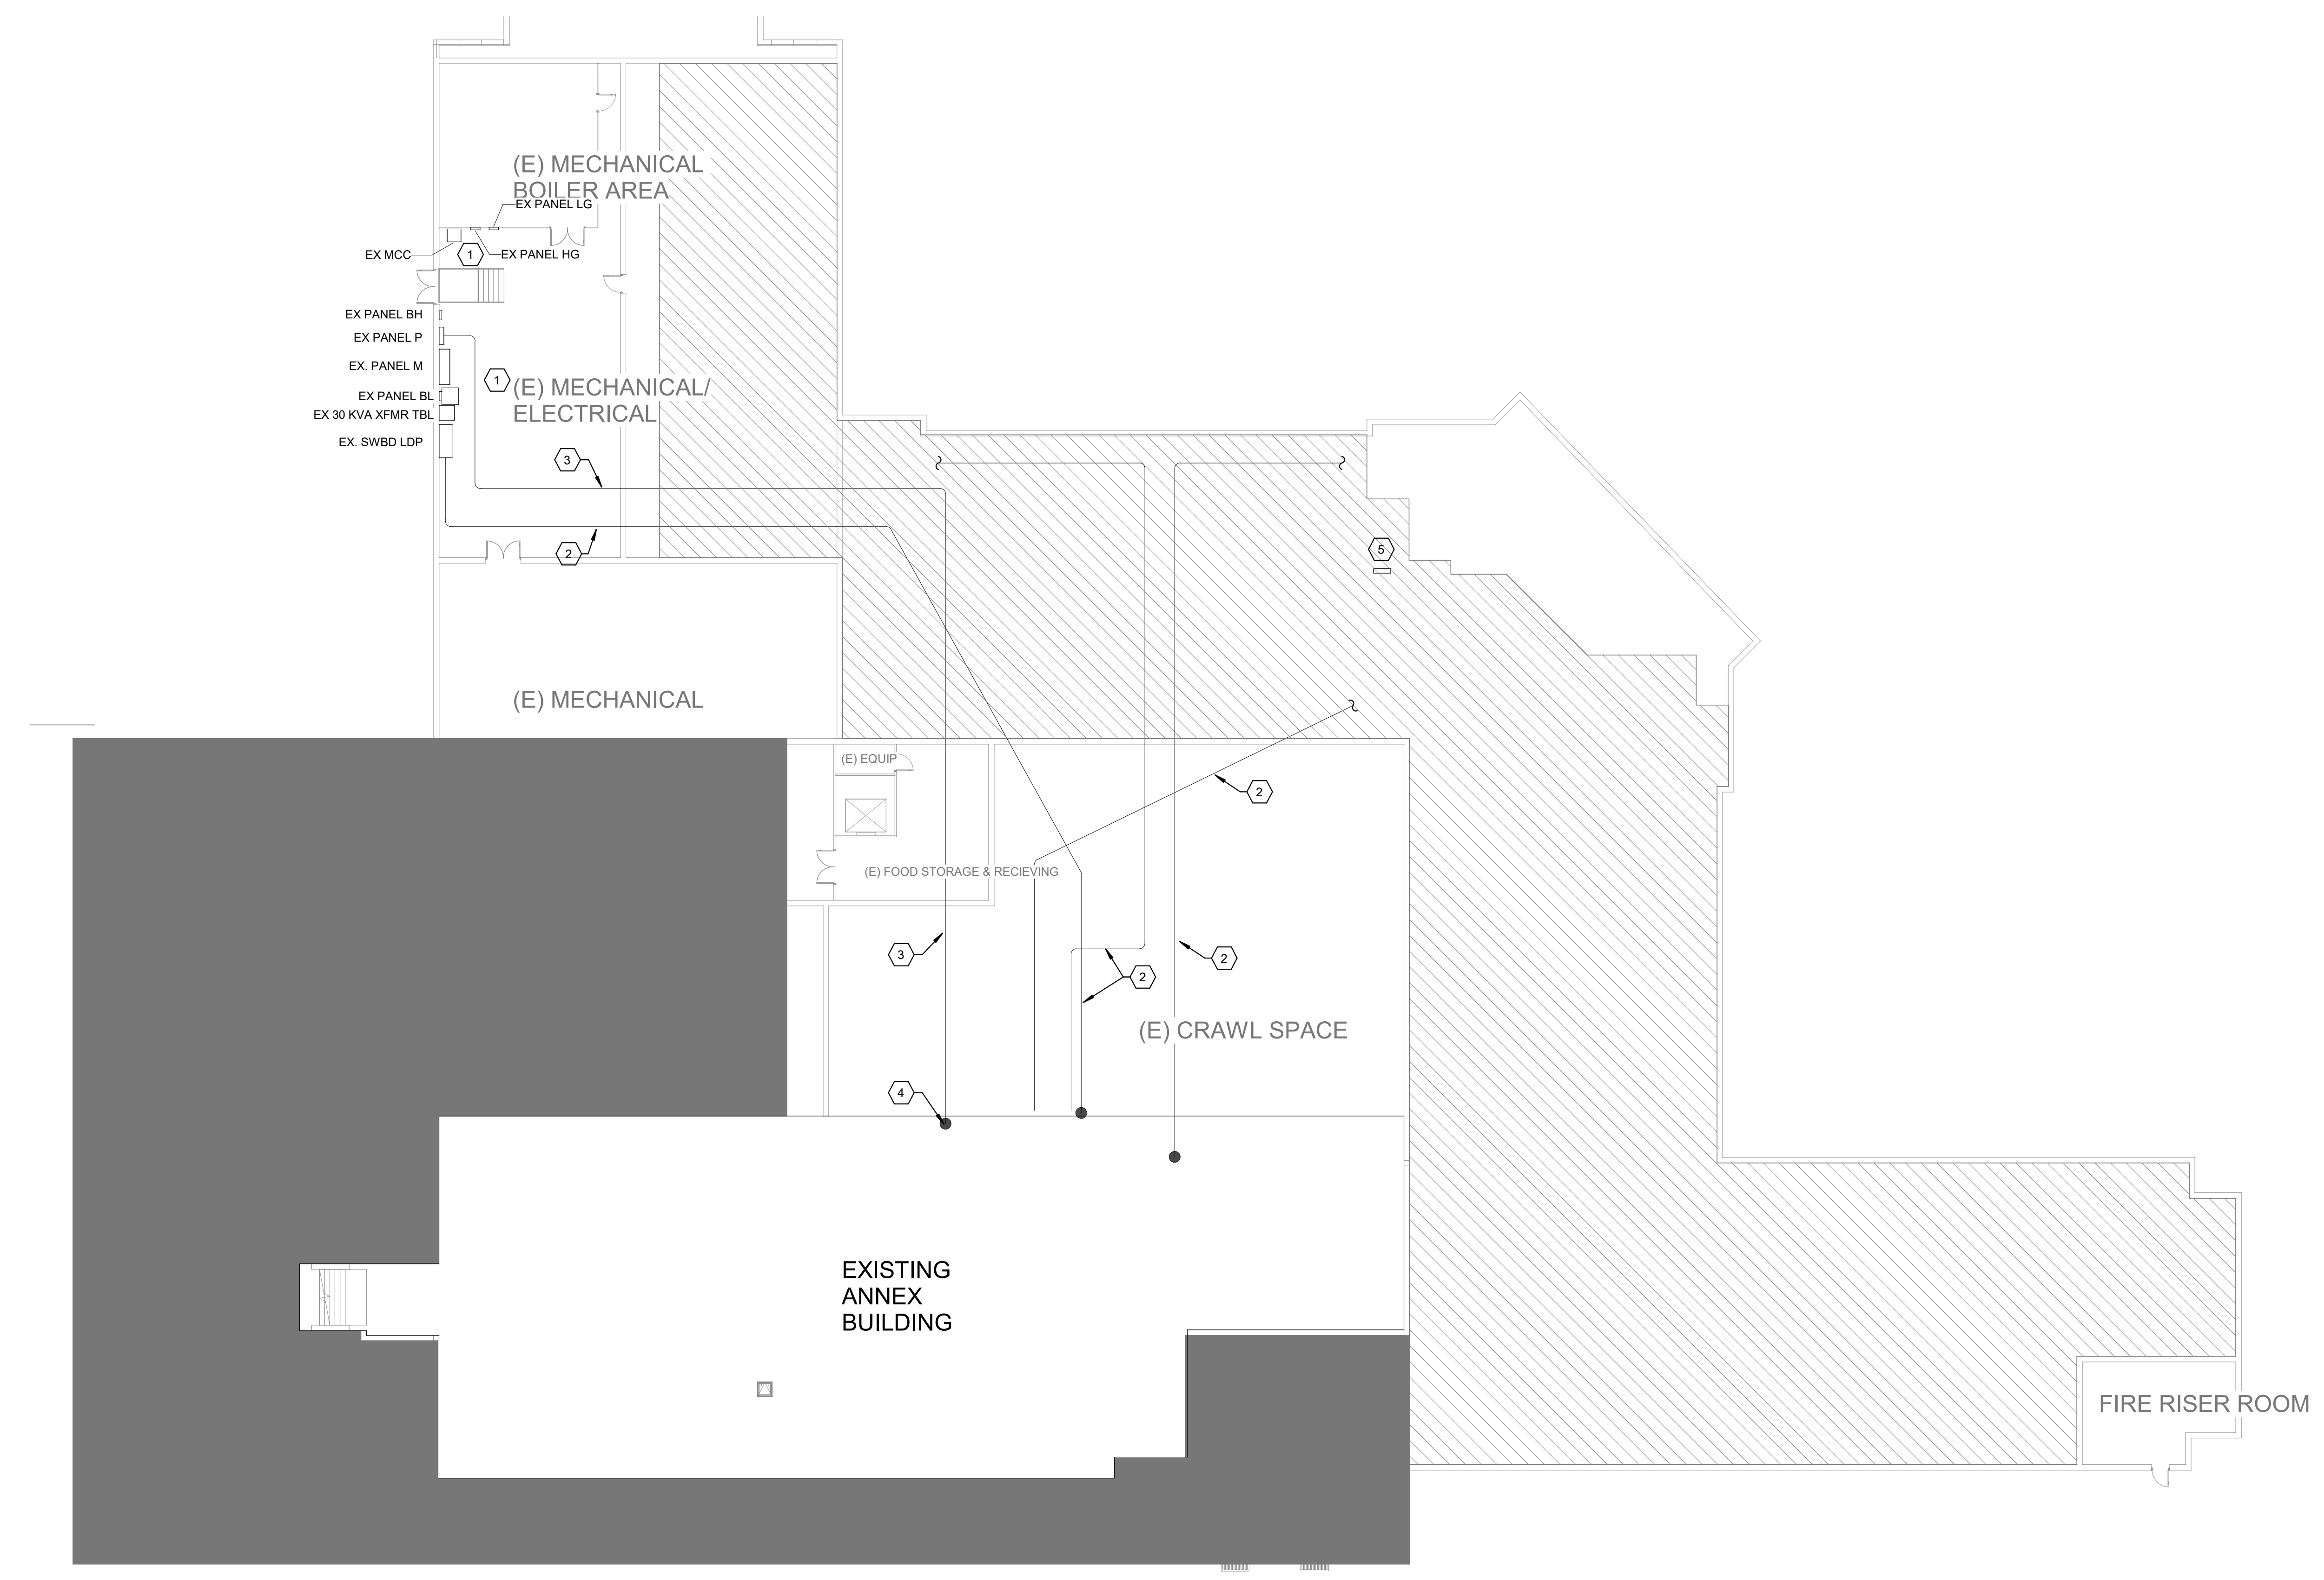 (E) MECHANICAL
BOILER AREA
EX PANEL LG
EX MCC
1
EX PANEL HG
EX PANEL BH
EX PANEL P
EX. PANEL M
1
(E) MECHANICAL/
ELECTRICAL
EX PANEL BL
EX 30 KVA XFMR TBL
EX. SWBD LDP
3
2
5
(E) MECHANICAL
(E) EQUIP
2
(E) FOOD STORAGE & RECIEVING
3
2
2
(E) CRAWL SPACE
4
EXISTING
ANNEX
BUILDING
FIRE RISER ROOM